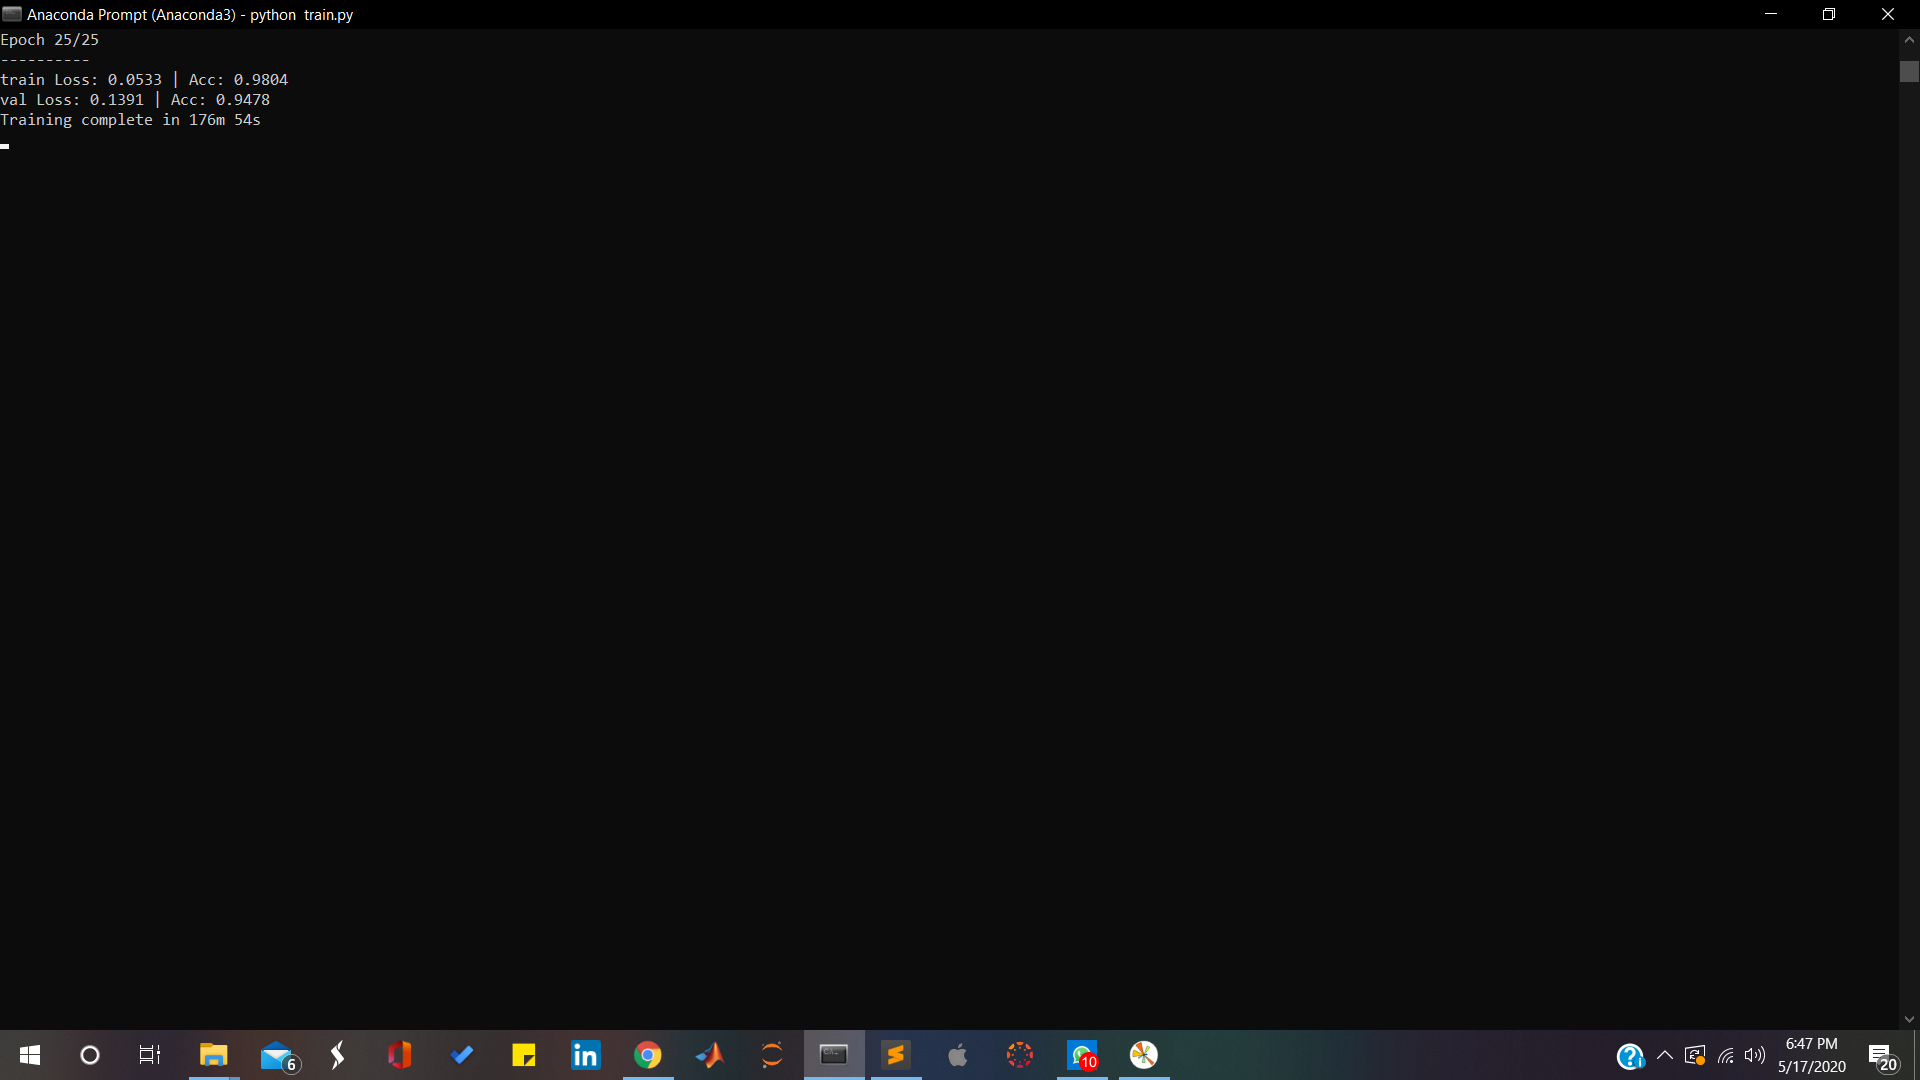 Anaconda Prompt (Anaconda3) - python  train.py
Epoch 25/25
----------
train Loss: 0.0533 | Acc: 0.9804
val Loss: 0.1391 | Acc: 0.9478
Training complete in 176m 54s
6
in
10
6:47 PM
5/17/2020
20